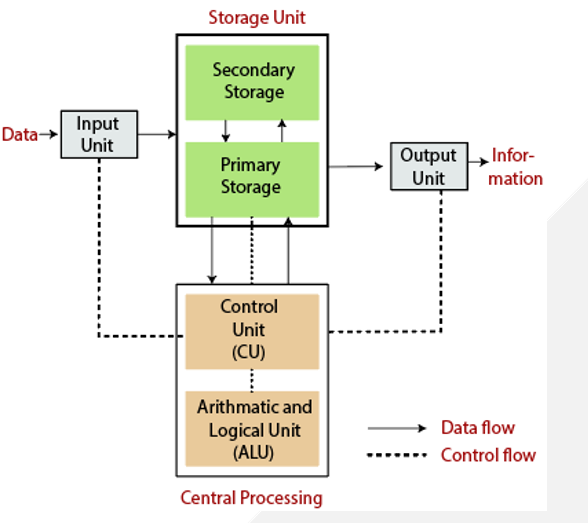 Storage Unit
Secondary
Storage
Data
Input
Unit
Primary
Storage
Output
Unit
Infor-
mation
Control
Unit
(CU)
Arithmatic and
Logical Unit
(ALU)
Data flow
Control flow
Central Processing